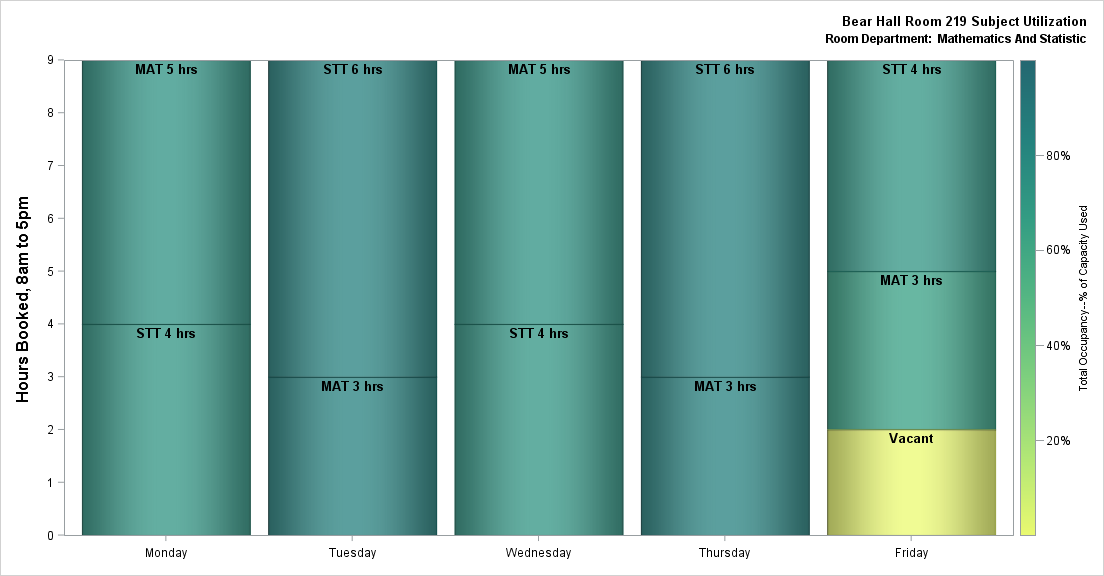 Bear Hall Room 219 Subject Utilization
Room Department: Mathematics And Statistic
Hours Booked, 8am to 5pm
9
8
7
6
5
4
3
2
1
0
MAT 5 hrs
STT 4 hrs
STT 6 hrs
MAT 3 hrs
MAT 5 hrs
STT 4 hrs
STT 6 hrs
MAT 3 hrs
STT 4 hrs
MAT 3 hrs
Vacant
Monday
Tuesday
Wednesday
Thursday
Friday
80%
60%
40%
20%
Total Occupancy--% of Capacity Used